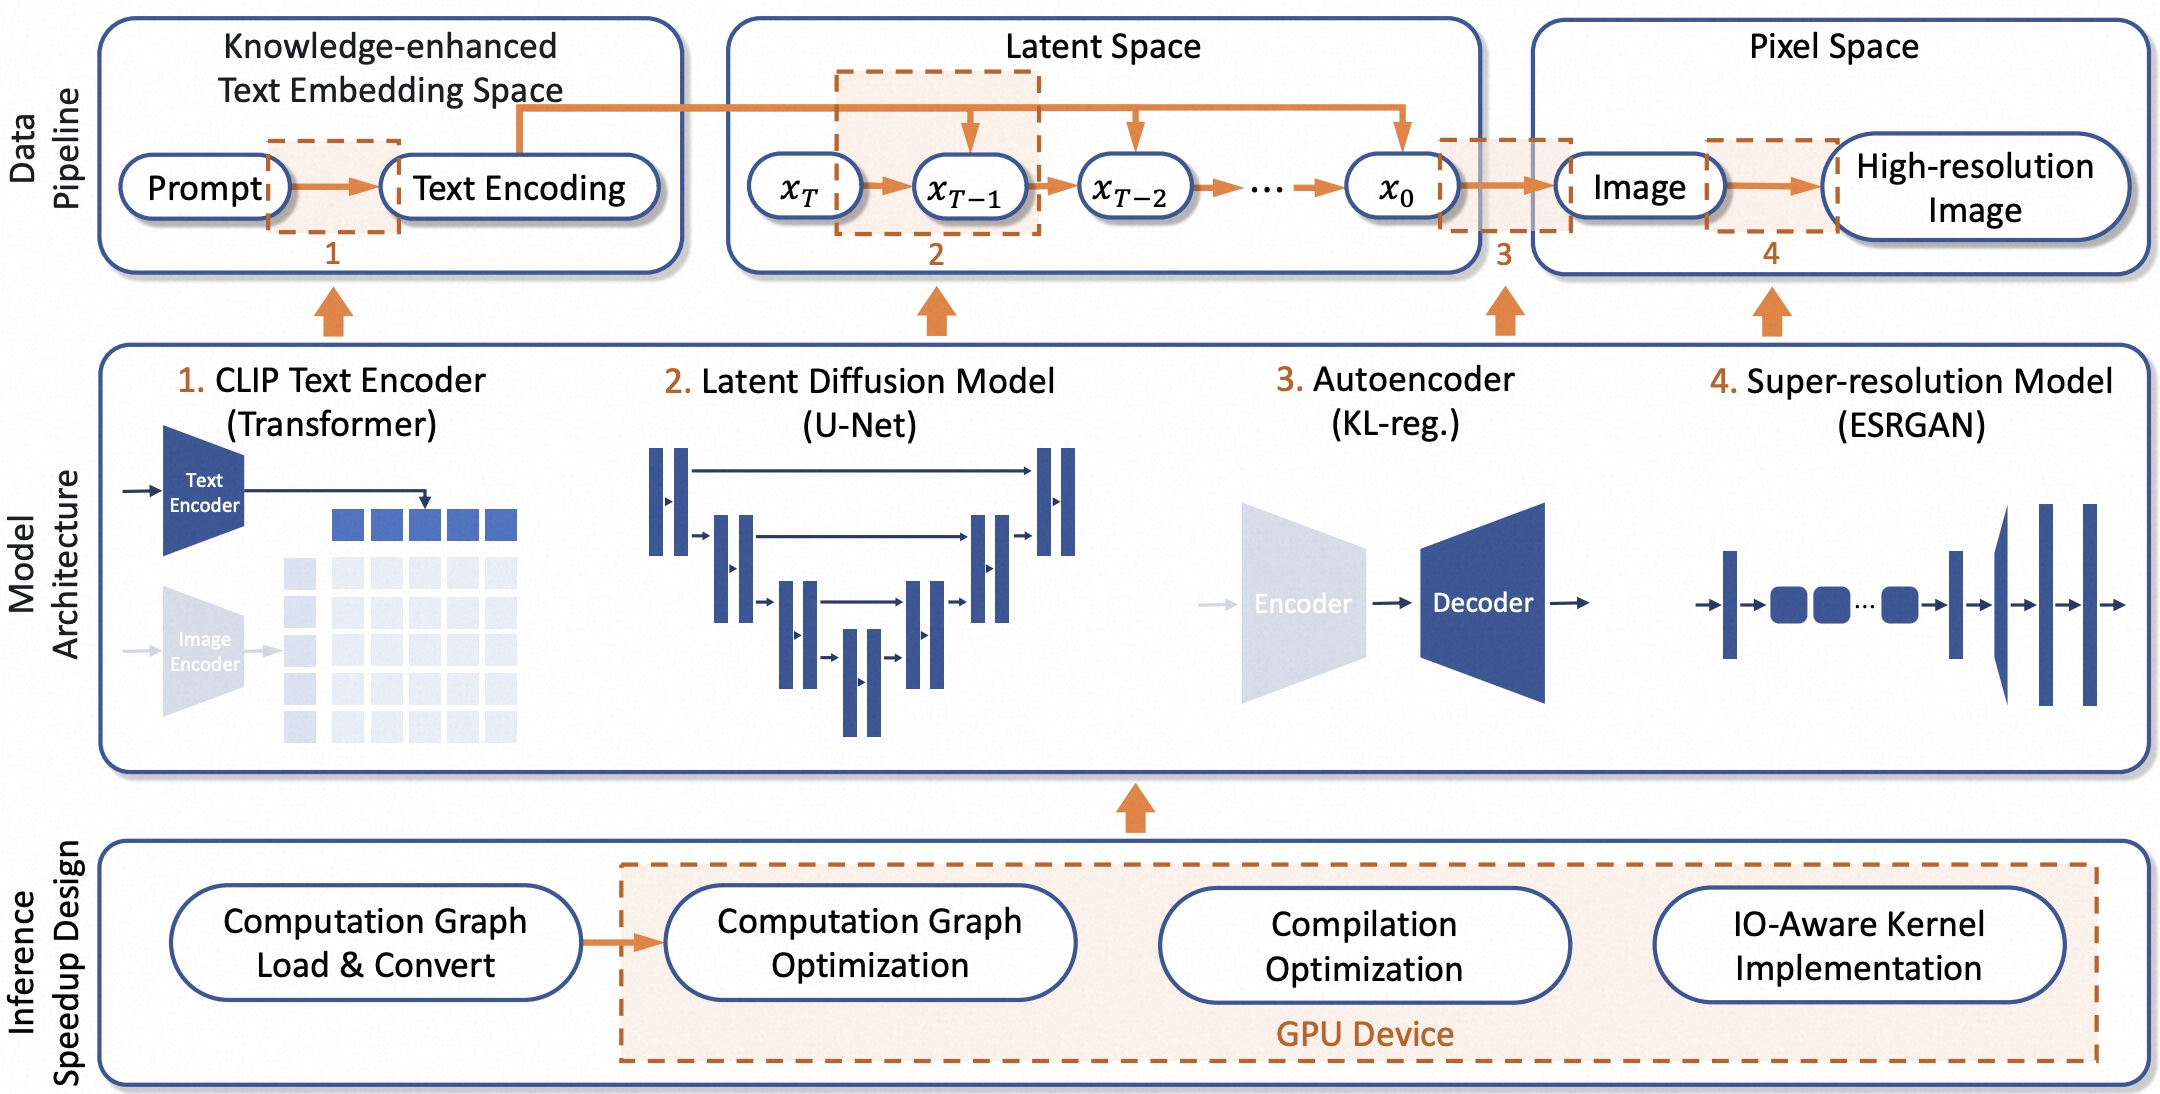 Data
Pipeline
Knowledge-enhanced
Text Embedding Space
Prompt
Text Encoding
1
Latent Space
x_T
x_{T−1}
x_{T−2}
...
x_0
2
3
Pixel Space
Image
High-resolution
Image
4
Model
Architecture
1. CLIP Text Encoder
(Transformer)
Text
Encoder
Image
Encoder
2. Latent Diffusion Model
(U-Net)
3. Autoencoder
(KL-reg.)
Encoder
Decoder
4. Super-resolution Model
(ESRGAN)
...
Inference
Speedup Design
Computation Graph
Load & Convert
Computation Graph
Optimization
Compilation
Optimization
IO-Aware Kernel
Implementation
GPU Device